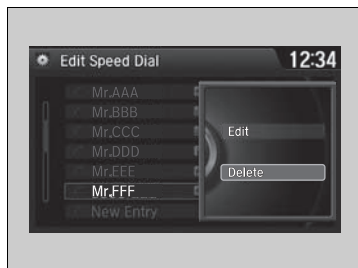 Edit Speed Dial
12:34
Mr.AAA
Mr.BBB
Mr.CCC
Mr.DDD
Mr.EEE
Mr.FFF
New Entry
Edit
Delete